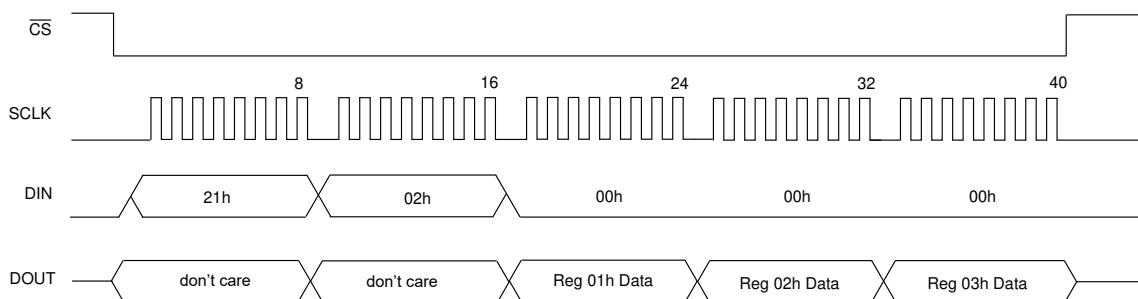 CS
8 16 24 32 40
SCLK
DIN 21h 02h 00h 00h 00h
DOUT don't care don't care Reg 01h Data Reg 02h Data Reg 03h Data